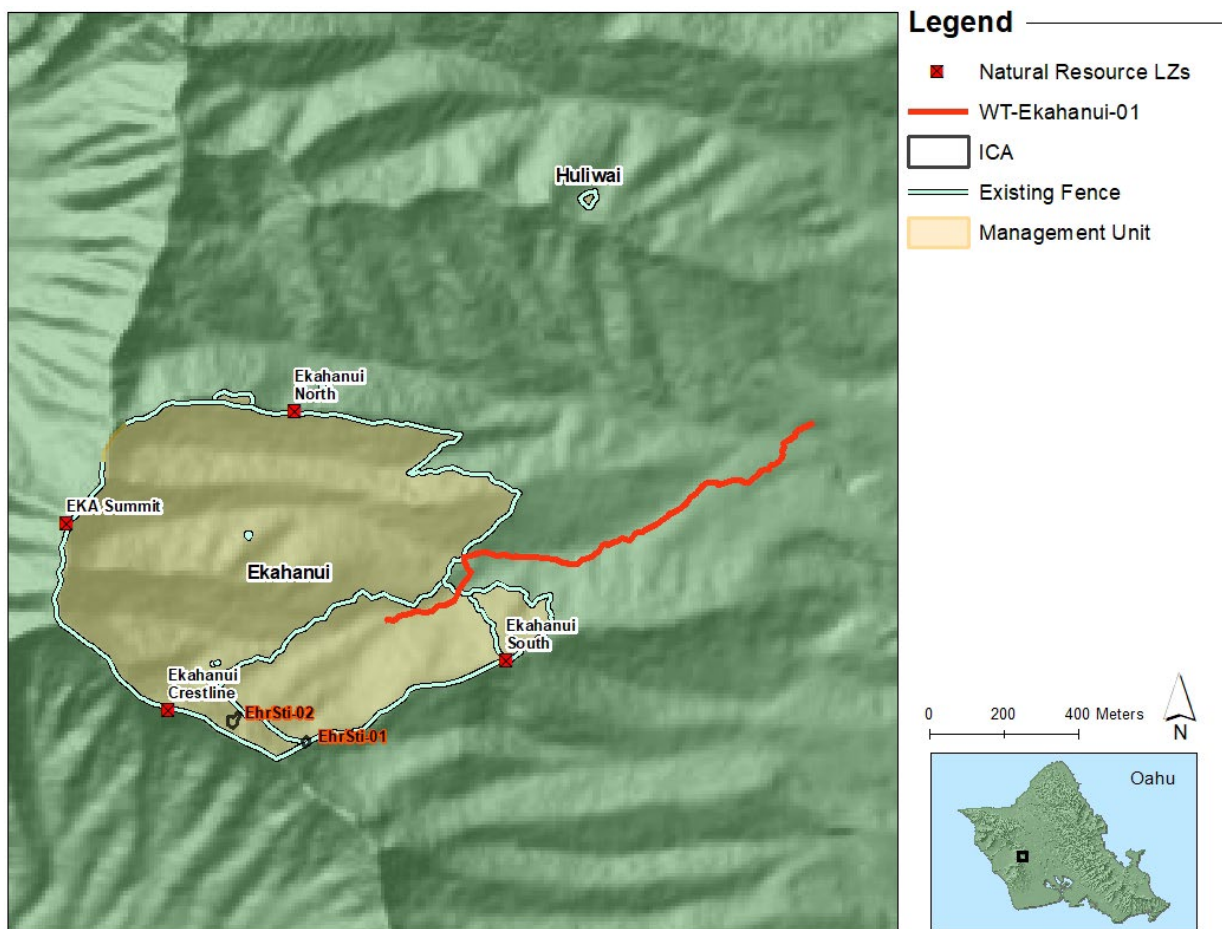 Legend
Natural Resource LZs
WT-Ekahanui-01
ICA
Existing Fence
Management Unit
Huliwai
Ekahanui
North
EKA Summit
Ekahanui
Ekahanui
South
Ekahanui
Crestline
EhrSti-02
EhrSti-01
0 200 400 Meters
N
Oahu